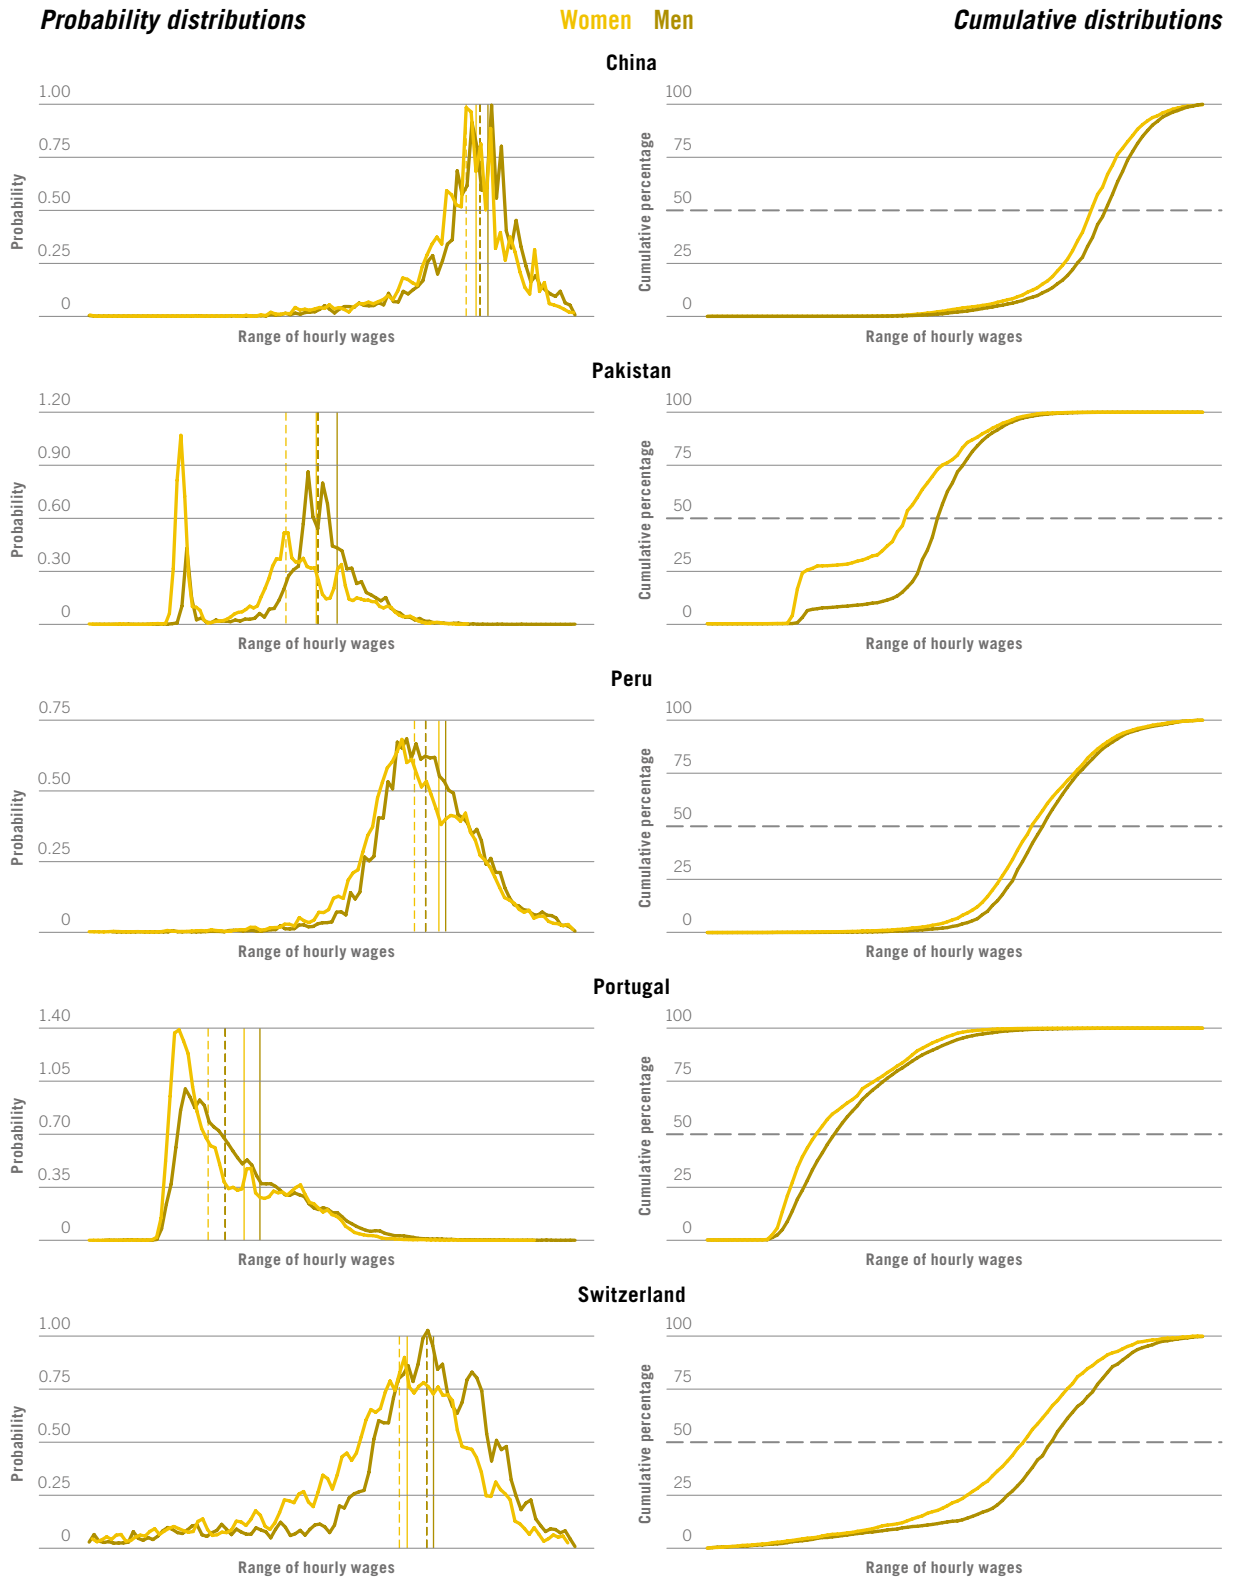 Probability distributions
Women Men
Cumulative distributions
China
1.00
0.75
0.50
0.25
0
Probability
Range of hourly wages
100
75
50
25
0
Cumulative percentage
Range of hourly wages
Pakistan
1.20
0.90
0.60
0.30
0
Probability
Range of hourly wages
100
75
50
25
0
Cumulative percentage
Range of hourly wages
Peru
0.75
0.50
0.25
0
Probability
Range of hourly wages
100
75
50
25
0
Cumulative percentage
Range of hourly wages
Portugal
1.40
1.05
0.70
0.35
0
Probability
Range of hourly wages
100
75
50
25
0
Cumulative percentage
Range of hourly wages
Switzerland
1.00
0.75
0.50
0.25
0
Probability
Range of hourly wages
100
75
50
25
0
Cumulative percentage
Range of hourly wages